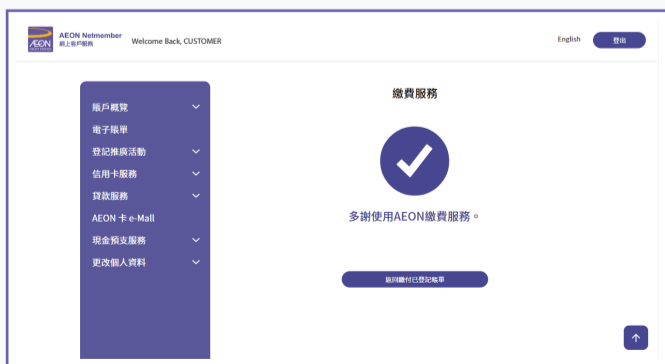 AEON Netmember
網上客戶服務
Welcome Back, CUSTOMER
English
登出
ÆON
賬戶概覽
電子賬單
登記推廣活動
信用卡服務
貸款服務
AEON 卡 e-Mall
現金預支服務
更改個人資料
繳費服務
多謝使用AEON繳費服務。
返回繳付已登記賬單